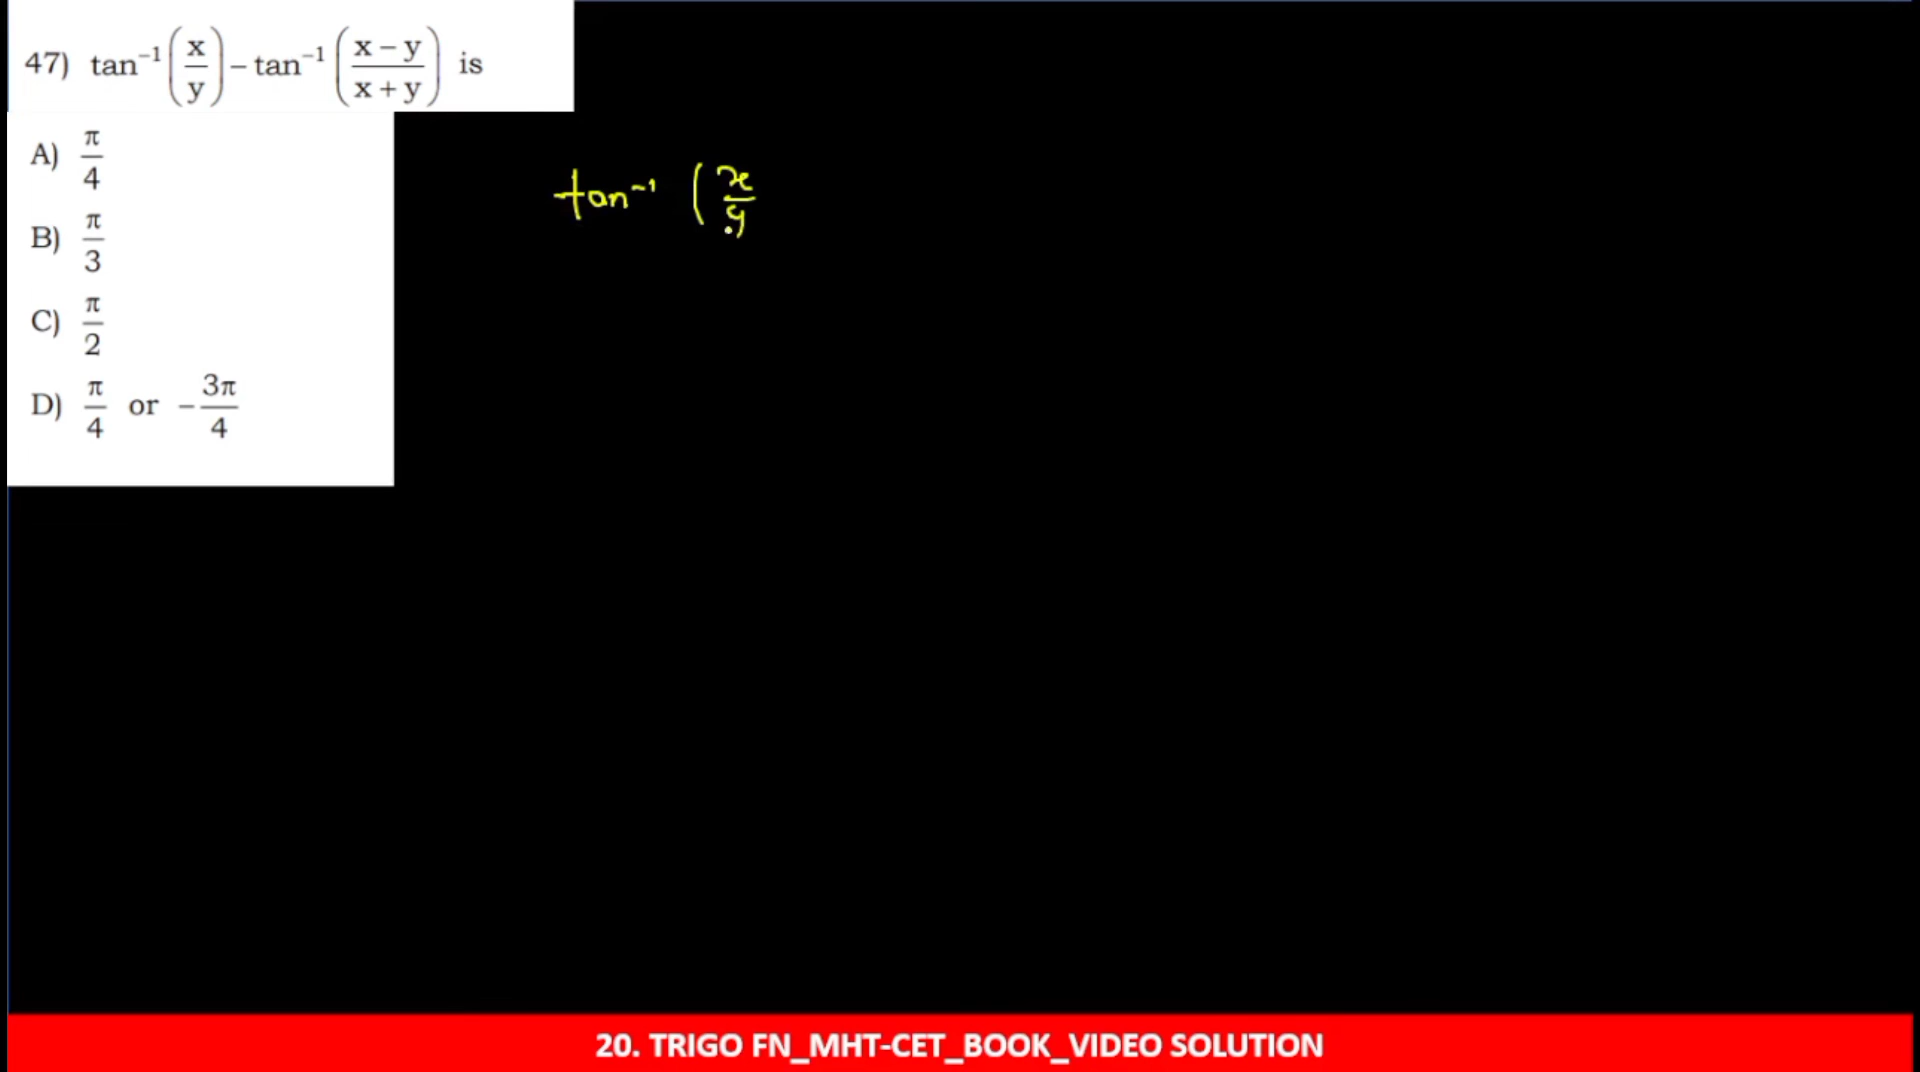 47) tan⁻¹(x/y) – tan⁻¹((x – y)/(x + y)) is
A) π/4
B) π/3
C) π/2
D) π/4 or –3π/4
tan⁻¹ (x/y
20. TRIGO FN_MHT-CET_BOOK_VIDEO SOLUTION